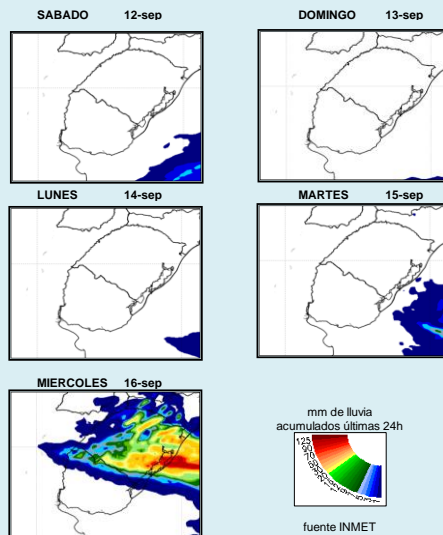 SABADO 12-sep
DOMINGO 13-sep
LUNES 14-sep
MARTES 15-sep
MIERCOLES 16-sep
mm de lluvia
acumulados últimas 24h
fuente INMET